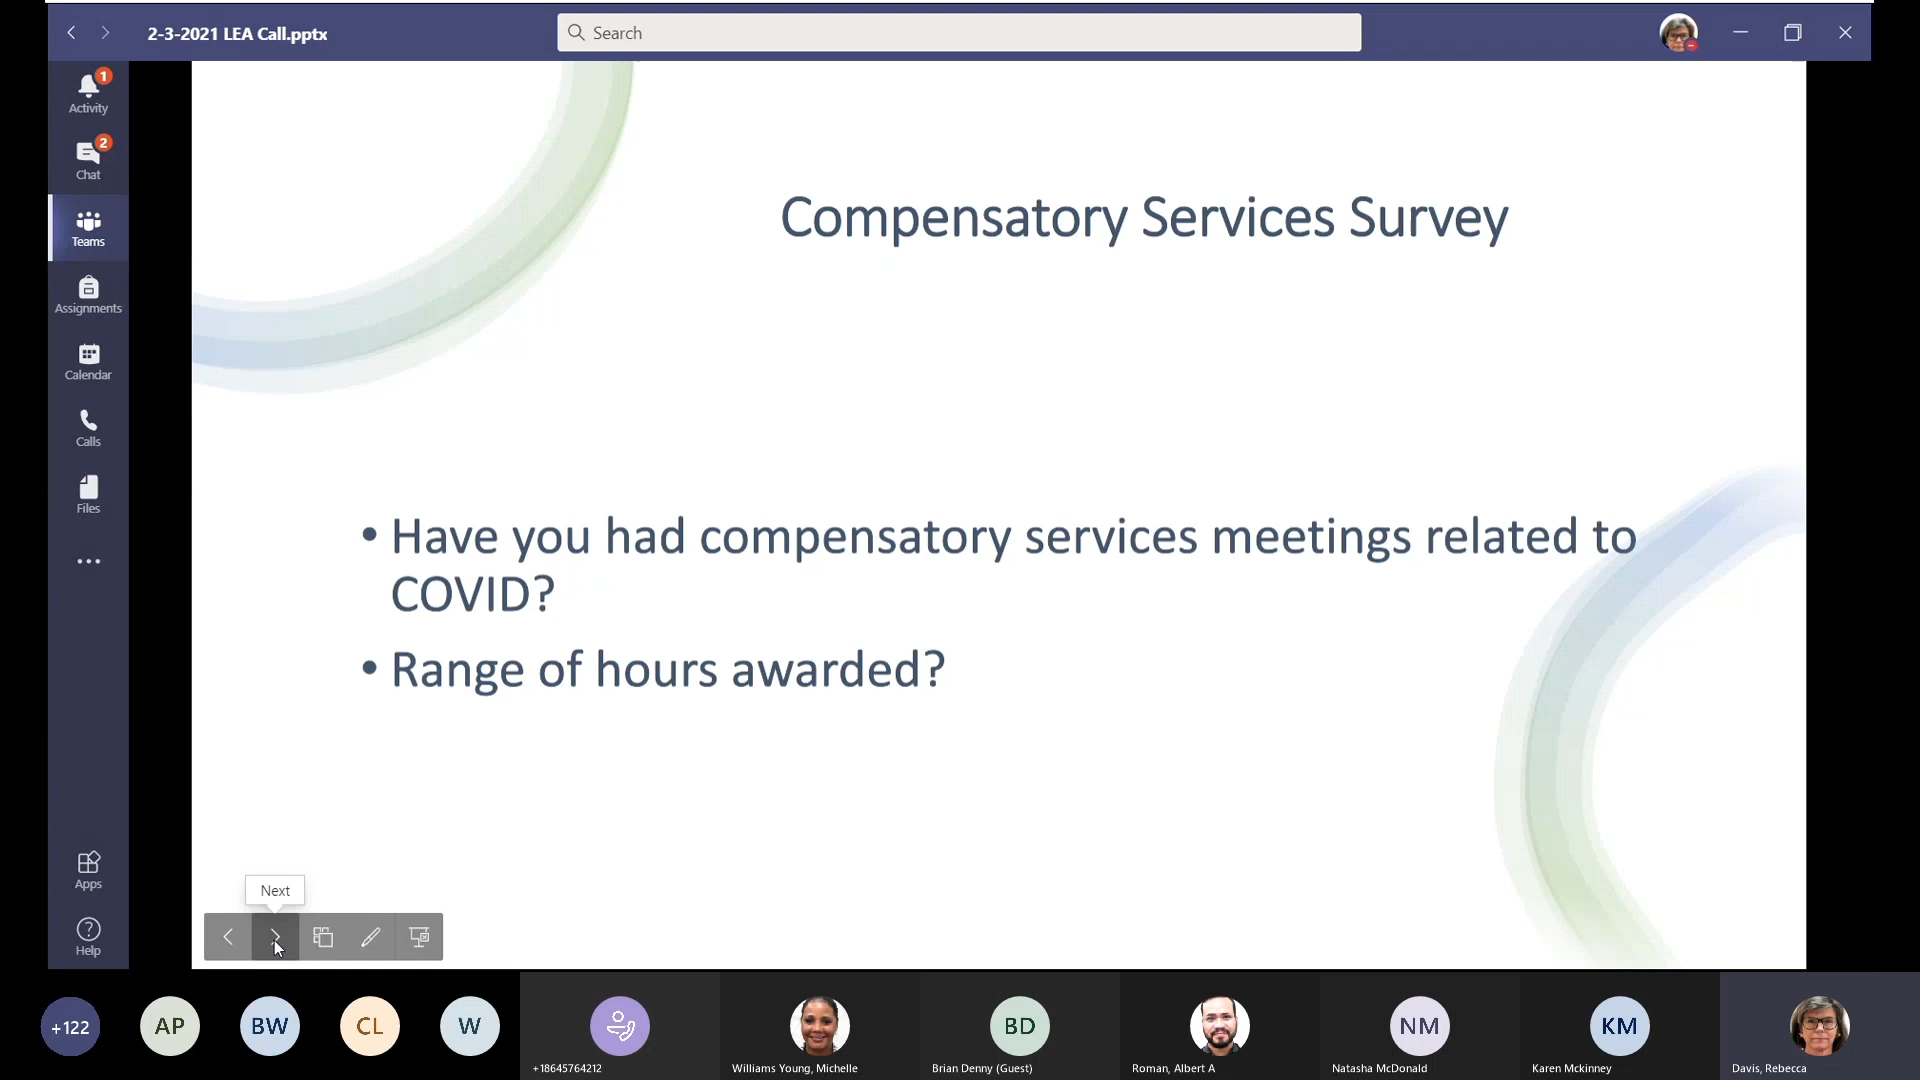 2-3-2021 LEA Call.pptx
Search
1
Activity
2
Chat
Teams
Assignments
Calendar
Calls
Files
Apps
Help
Compensatory Services Survey
• Have you had compensatory services meetings related to
COVID?
• Range of hours awarded?
Next
+122
AP
BW
CL
W
BD
NM
KM
+18645764212
Williams Young, Michelle
Brian Denny (Guest)
Roman, Albert A
Natasha McDonald
Karen Mckinney
Davis, Rebecca